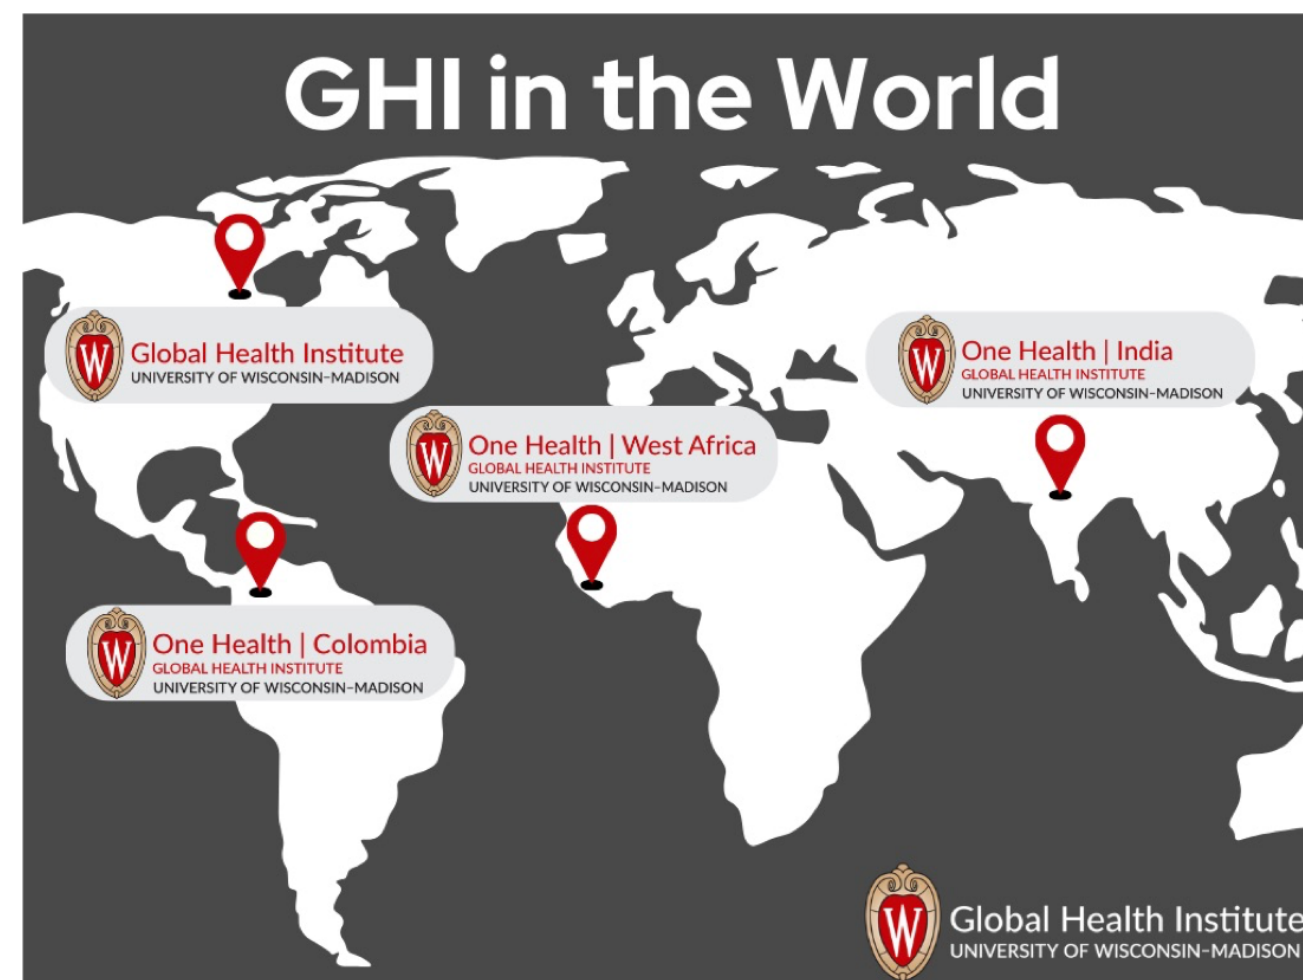 GHI in the World
W
Global Health Institute
UNIVERSITY OF WISCONSIN–MADISON
W
One Health | India
GLOBAL HEALTH INSTITUTE
UNIVERSITY OF WISCONSIN–MADISON
W
One Health | West Africa
GLOBAL HEALTH INSTITUTE
UNIVERSITY OF WISCONSIN–MADISON
W
One Health | Colombia
GLOBAL HEALTH INSTITUTE
UNIVERSITY OF WISCONSIN–MADISON
W
Global Health Institute
UNIVERSITY OF WISCONSIN–MADISON